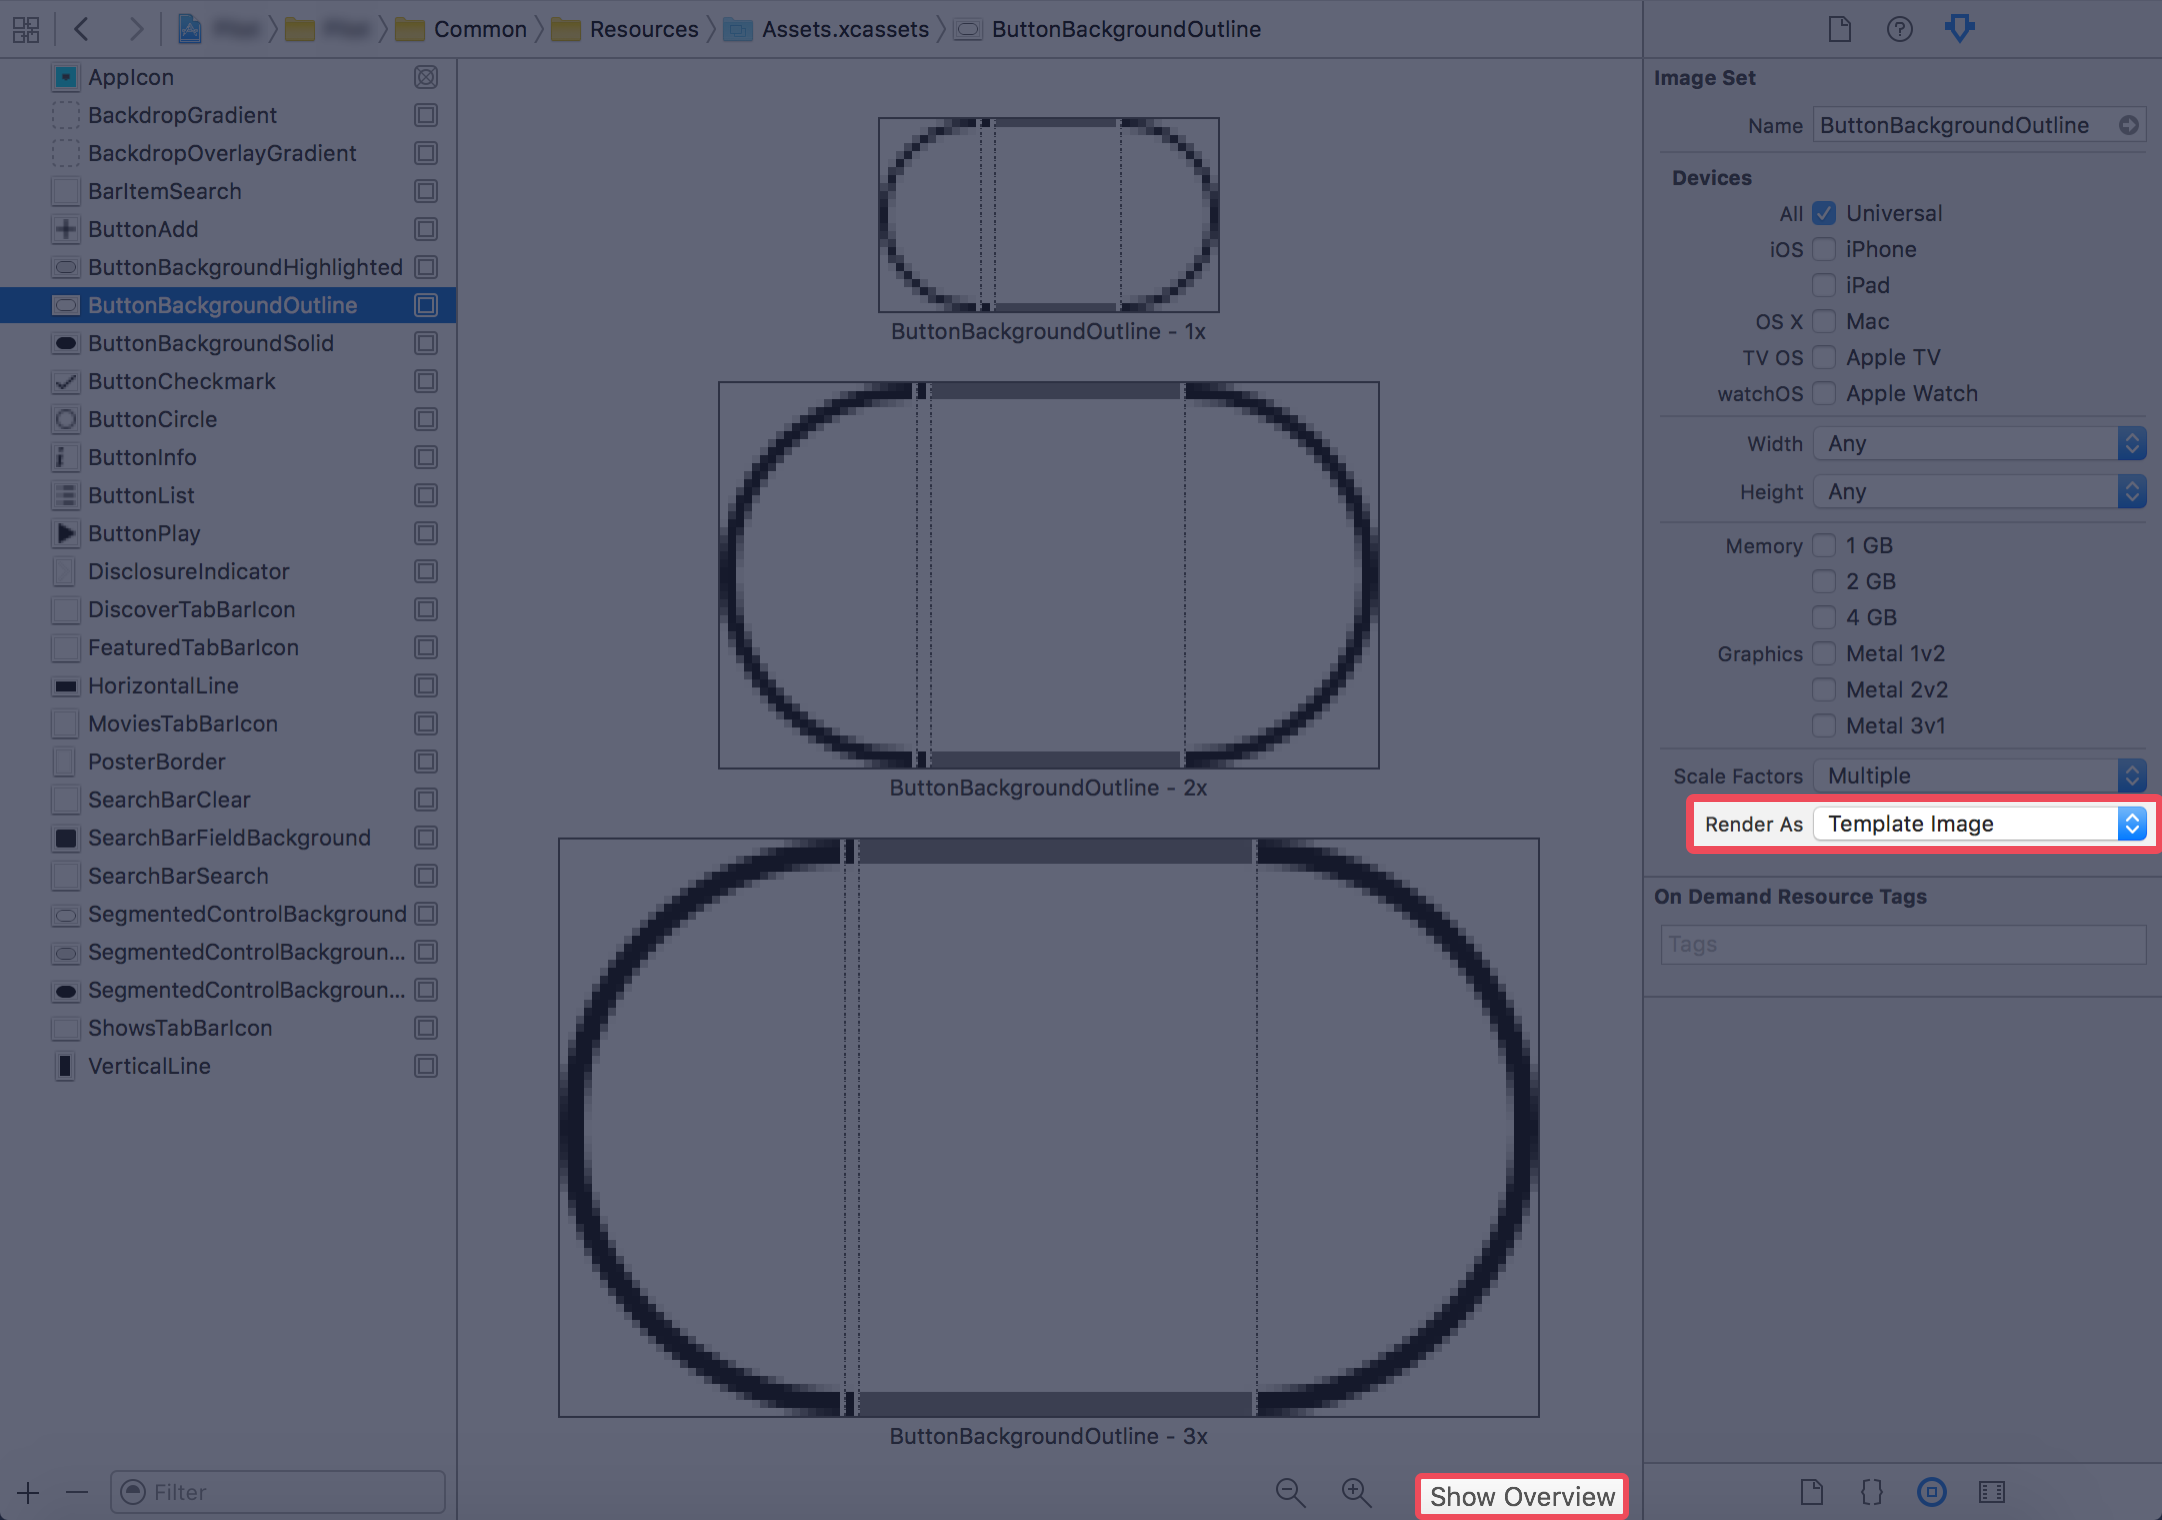 Common
Resources
Assets.xcassets
ButtonBackgroundOutline
AppIcon
BackdropGradient
BackdropOverlayGradient
BarItemSearch
ButtonAdd
ButtonBackgroundHighlighted
ButtonBackgroundOutline
ButtonBackgroundSolid
ButtonCheckmark
ButtonCircle
ButtonInfo
ButtonList
ButtonPlay
DisclosureIndicator
DiscoverTabBarIcon
FeaturedTabBarIcon
HorizontalLine
MoviesTabBarIcon
PosterBorder
SearchBarClear
SearchBarFieldBackground
SearchBarSearch
SegmentedControlBackground
SegmentedControlBackgroun...
SegmentedControlBackgroun...
ShowsTabBarIcon
VerticalLine
Filter
ButtonBackgroundOutline - 1x
ButtonBackgroundOutline - 2x
ButtonBackgroundOutline - 3x
Show Overview
Image Set
Name ButtonBackgroundOutline
Devices
All Universal
iOS iPhone
iPad
OS X Mac
TV OS Apple TV
watchOS Apple Watch
Width Any
Height Any
Memory 1 GB
2 GB
4 GB
Graphics Metal 1v2
Metal 2v2
Metal 3v1
Scale Factors Multiple
Render As Template Image
On Demand Resource Tags
Tags